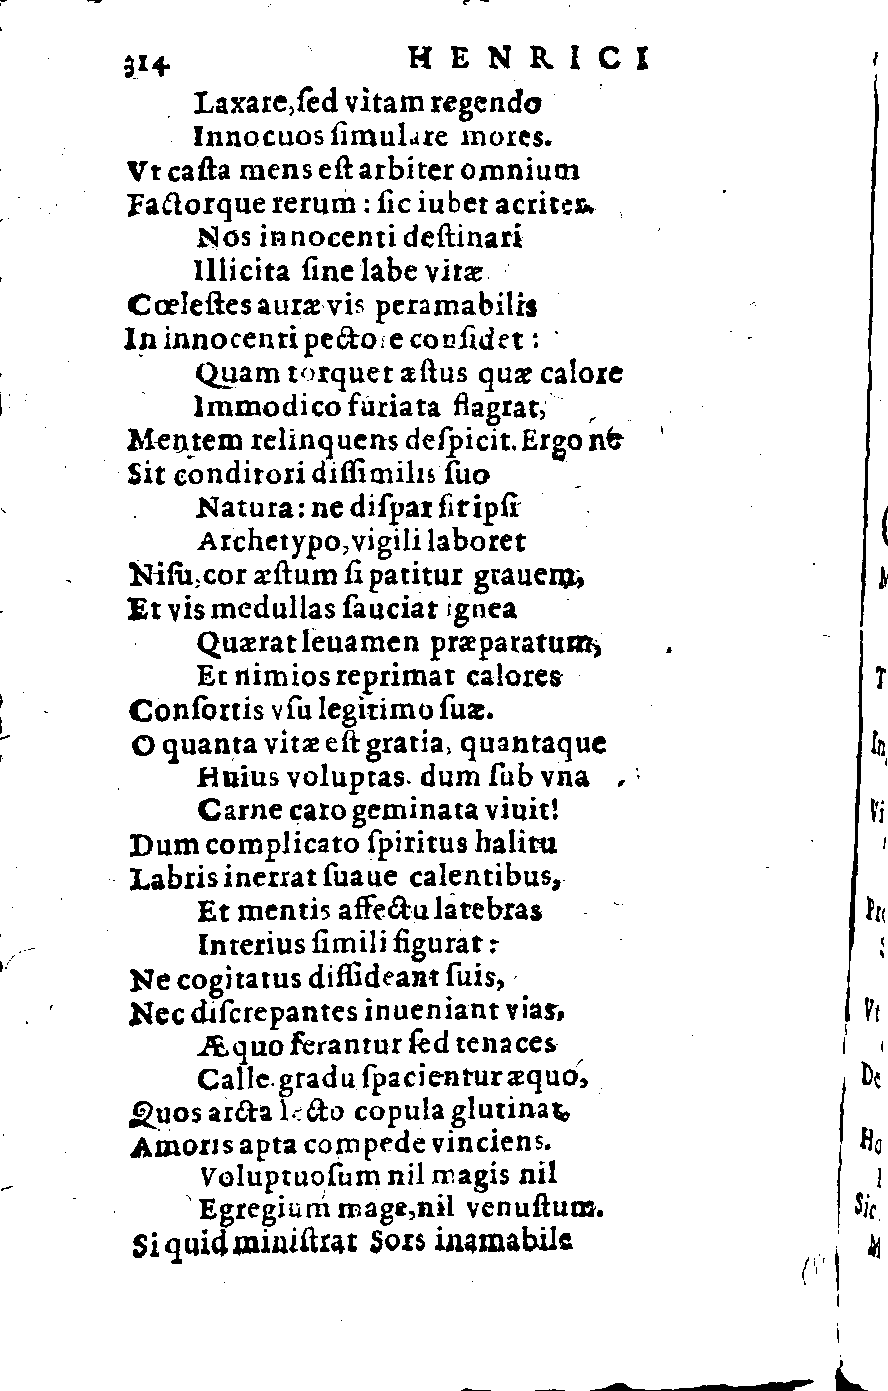 314 HENRICI
Laxare,ſed vitam regendo
Innocuos ſimulare mores.
Vt caſta mens eſt arbiter omnium
Factorque rerum : ſic iubet acriter
Nos innocenti deſtinari
Illicita ſine labe vitæ
Cœleſtes auræ vis peramabilis
In innocenti pectore conſidet :
Quam torquet æſtus quæ calore
Immodico furiata flagrat,
Mentem relinquens deſpicit. Ergo ne
Sit conditori diſſimilis ſuo
Natura: ne diſpar ſit ipſi
Archetypo,vigili laboret
Niſu,cor æſtum ſi patitur grauem,
Et vis medullas ſauciat ignea
Quærat leuamen præparatum,
Et nimios reprimat calores
Conſortis vſu legitimo ſuæ.
O quanta vitæ eſt gratia, quantaque
Huius voluptas. dum ſub vna
Carne caro geminata viuit!
Dum complicato ſpiritus halitu
Labris inerrat ſuaue calentibus,
Et mentis affectu latebras
Interius ſimili figurat :
Ne cogitatus diſſideant ſuis,
Nec diſcrepantes inueniant vias,
Æquo ferantur ſed tenaces
Calle.gradu ſpacientur æquo,
Quos arcta lecto copula glutinat,
Amoris apta compede vinciens.
Voluptuoſum nil magis nil
Egregium mage,nil venuſtum.
Si quid miniſtrat Sors inamabile